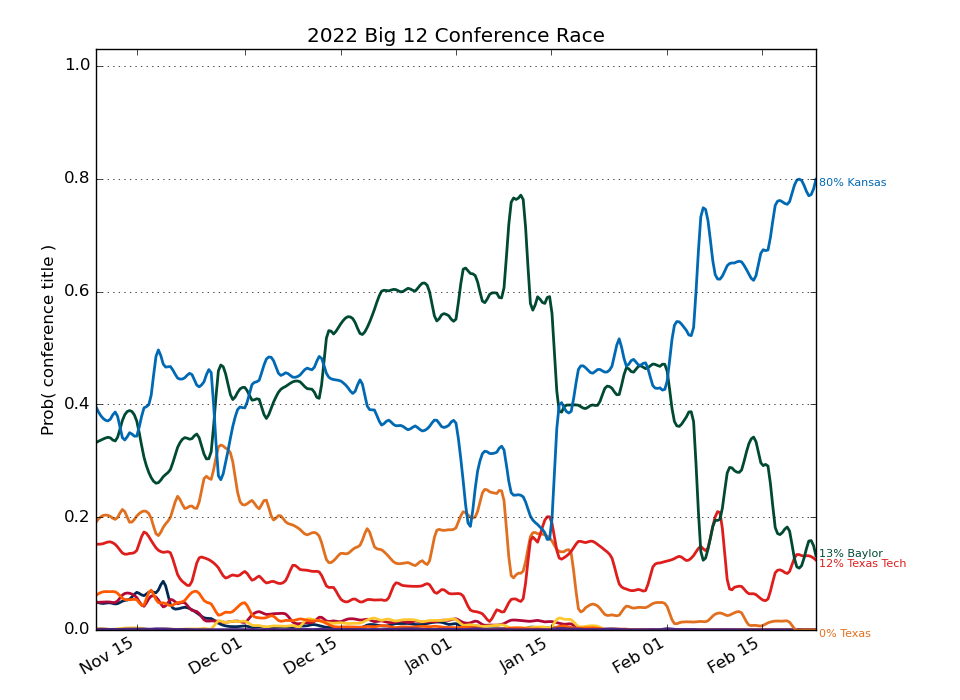 2022 Big 12 Conference Race
Prob( conference title )
1.0
0.8
0.6
0.4
0.2
0.0
80% Kansas
13% Baylor
12% Texas Tech
0% Texas
Nov 15
Dec 01
Dec 15
Jan 01
Jan 15
Feb 01
Feb 15